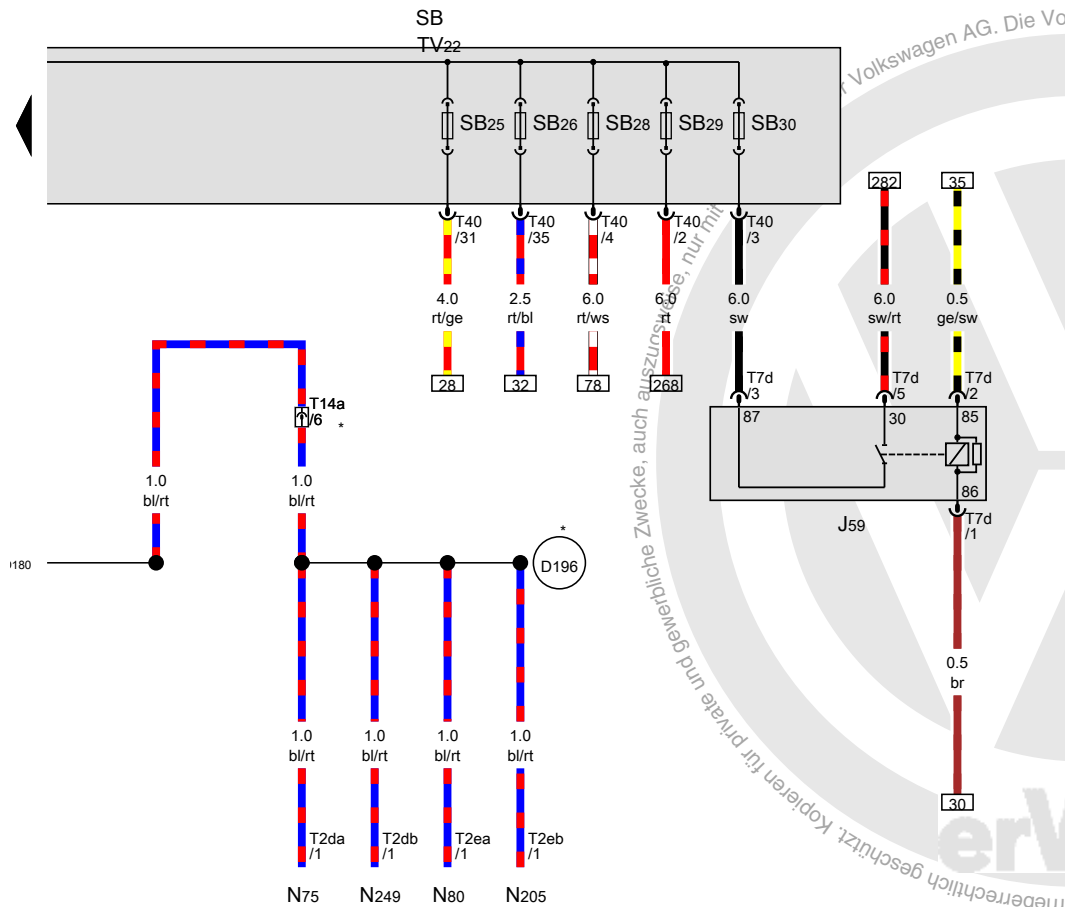 SB
TV22
SB25 SB26 SB28 SB29 SB30
T40 /31
T40 /35
T40 /4
T40 /2
T40 /3
282
35
4.0 rt/ge
2.5 rt/bl
6.0 rt/ws
6.0 rt
6.0 sw
6.0 sw/rt
0.5 ge/sw
28
32
78
268
T7d /3
T7d /5
T7d /2
87
30
85
86
J59
T7d /1
T14a /6 *
1.0 bl/rt
1.0 bl/rt
*
D196
0.5 br
30
1.0 bl/rt
1.0 bl/rt
1.0 bl/rt
1.0 bl/rt
T2da /1
T2db /1
T2ea /1
T2eb /1
N75
N249
N80
N205
geschützt. Kopieren für private und gewerbliche Zwecke, auch auszugsweise, nur mit
Volkswagen AG. Die